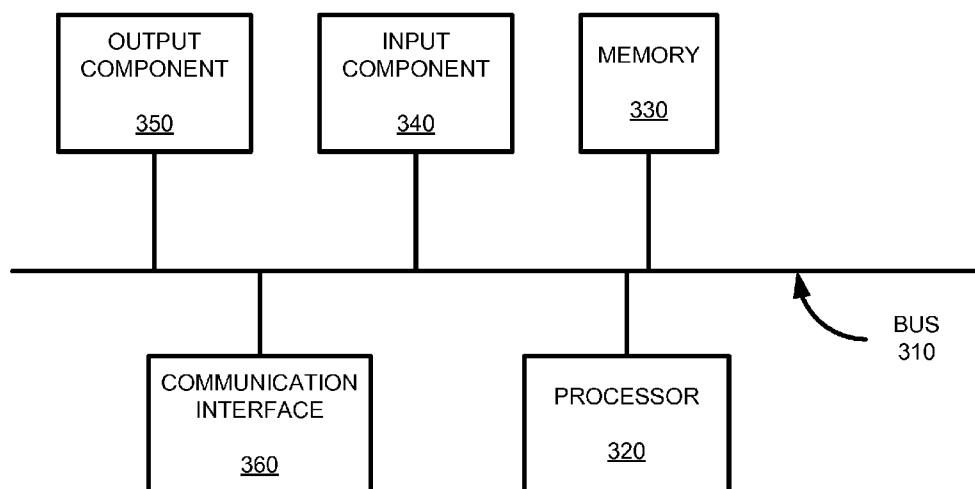 OUTPUT
COMPONENT
350
INPUT
COMPONENT
340
MEMORY
330
BUS
310
COMMUNICATION
INTERFACE
360
PROCESSOR
320